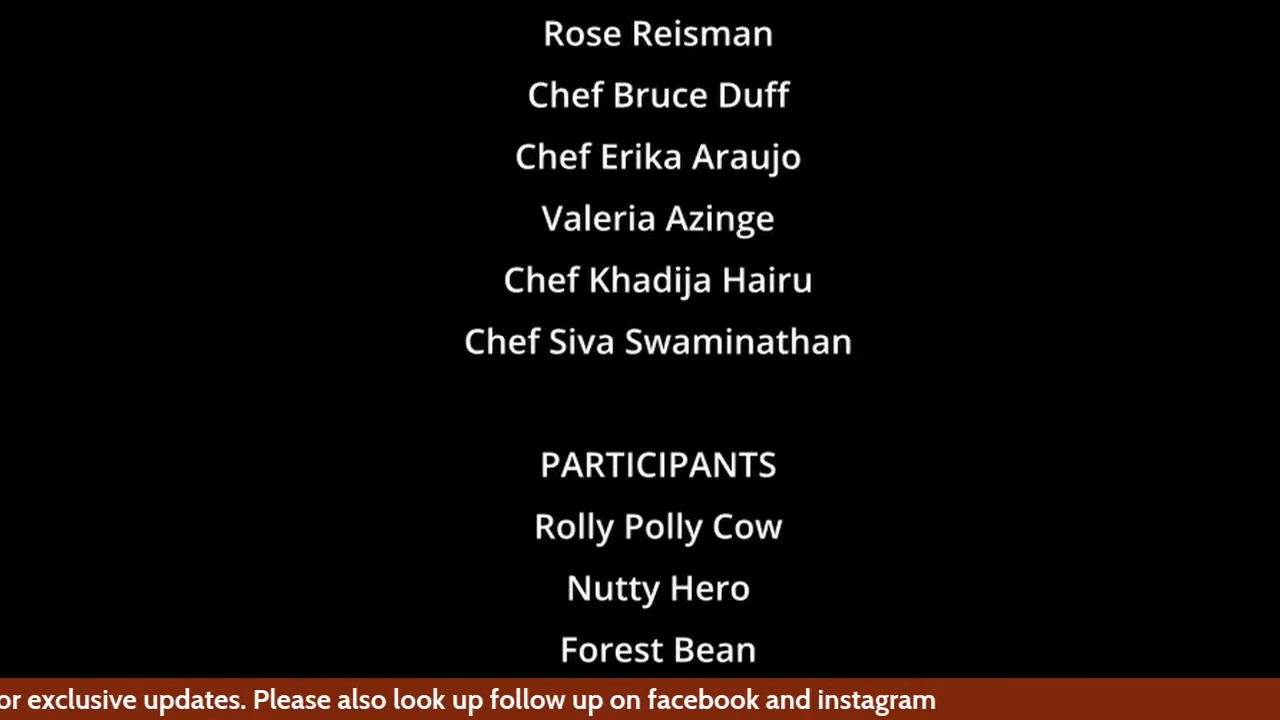 Rose Reisman
Chef Bruce Duff
Chef Erika Araujo
Valeria Azinge
Chef Khadija Hairu
Chef Siva Swaminathan
PARTICIPANTS
Rolly Polly Cow
Nutty Hero
Forest Bean
or exclusive updates. Please also look up follow up on facebook and instagram